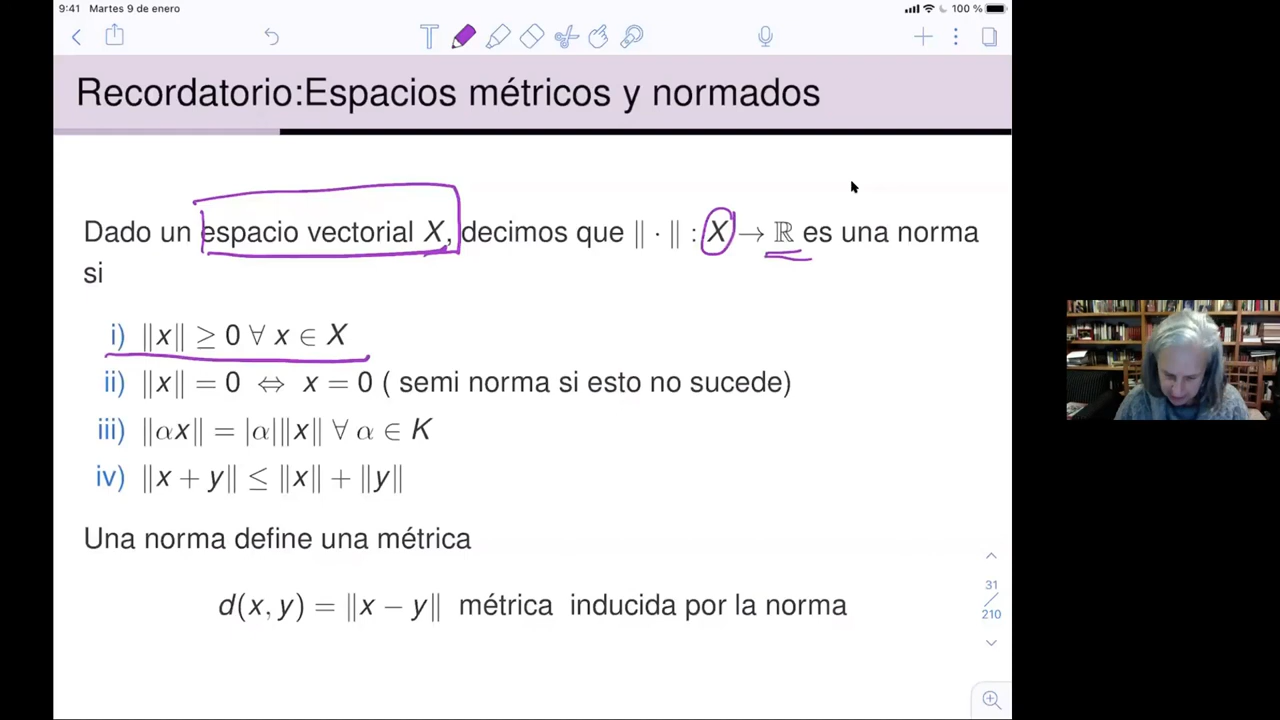 9:41 Martes 9 de enero 100 %
Recordatorio:Espacios métricos y normados
Dado un espacio vectorial X, decimos que ‖ · ‖ : X → ℝ es una norma
si
i) ‖x‖ ≥ 0 ∀ x ∈ X
ii) ‖x‖ = 0 ⇔ x = 0 ( semi norma si esto no sucede)
iii) ‖αx‖ = |α|‖x‖ ∀ α ∈ K
iv) ‖x + y‖ ≤ ‖x‖ + ‖y‖
Una norma define una métrica
d(x, y) = ‖x − y‖ métrica inducida por la norma
31
210